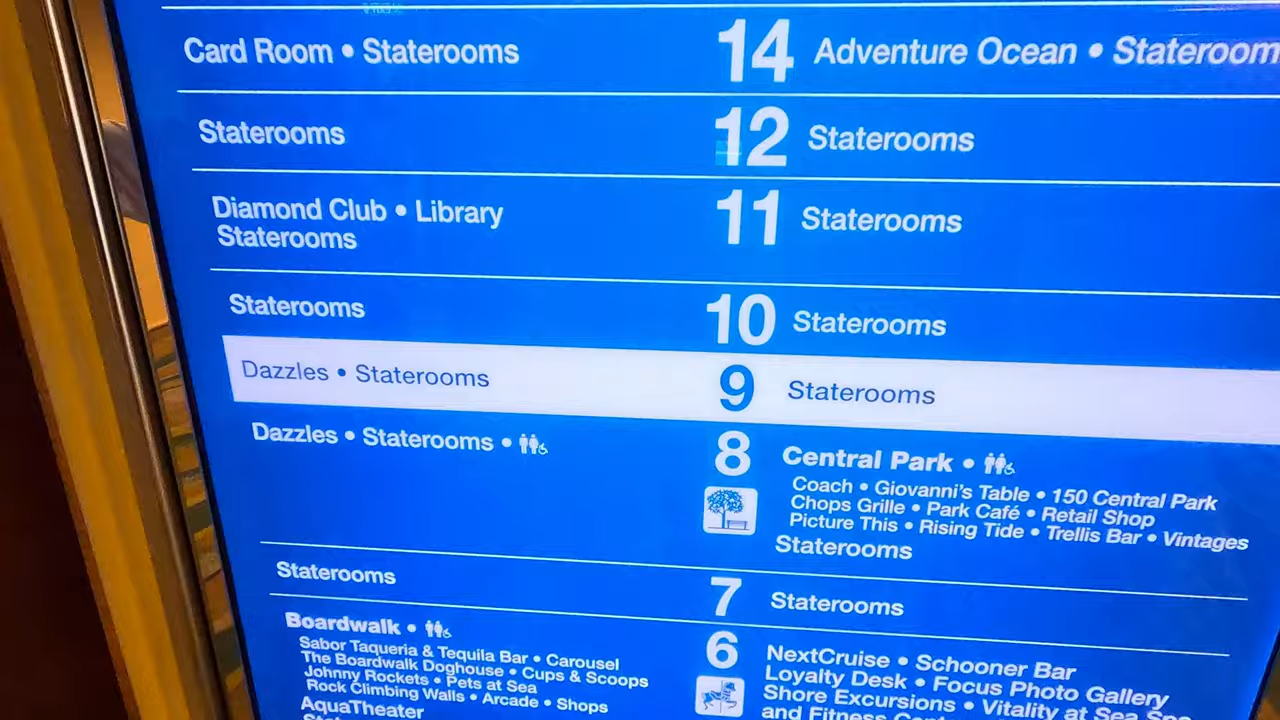 Card Room • Staterooms
14
Adventure Ocean • Stateroom
Staterooms
12
Staterooms
Diamond Club • Library
Staterooms
11
Staterooms
Staterooms
10
Staterooms
Dazzles • Staterooms
9
Staterooms
Dazzles • Staterooms •
8
Central Park •
Coach • Giovanni's Table • 150 Central Park
Chops Grille • Park Café • Retail Shop
Picture This • Rising Tide • Trellis Bar • Vintages
Staterooms
Staterooms
7
Staterooms
Boardwalk •
Sabor Taqueria & Tequila Bar • Carousel
The Boardwalk Doghouse • Cups & Scoops
Johnny Rockets • Pets at Sea
Rock Climbing Walls • Arcade • Shops
AquaTheater
6
NextCruise • Schooner Bar
Loyalty Desk • Focus Photo Gallery
Shore Excursions • Vitality at Sea
and Fitness